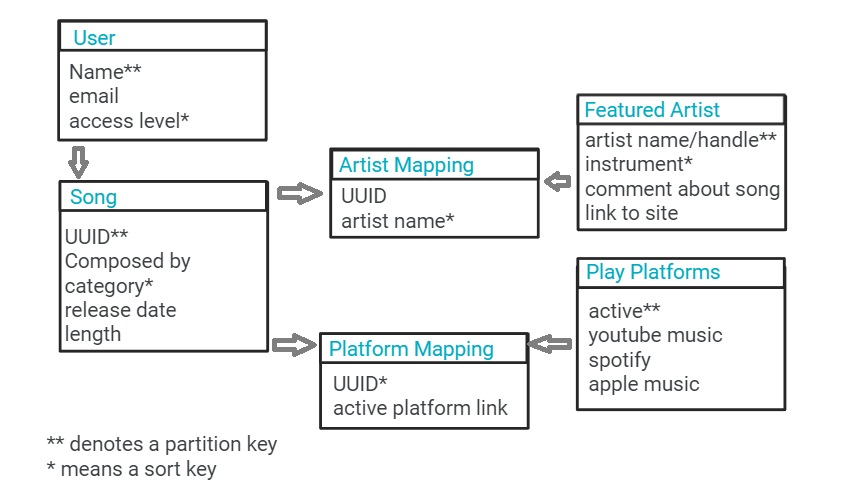 User
Name**
email
access level*
Song
UUID**
Composed by
category*
release date
length
Artist Mapping
UUID
artist name*
Platform Mapping
UUID*
active platform link
Featured Artist
artist name/handle**
instrument*
comment about song
link to site
Play Platforms
active**
youtube music
spotify
apple music
** denotes a partition key
* means a sort key